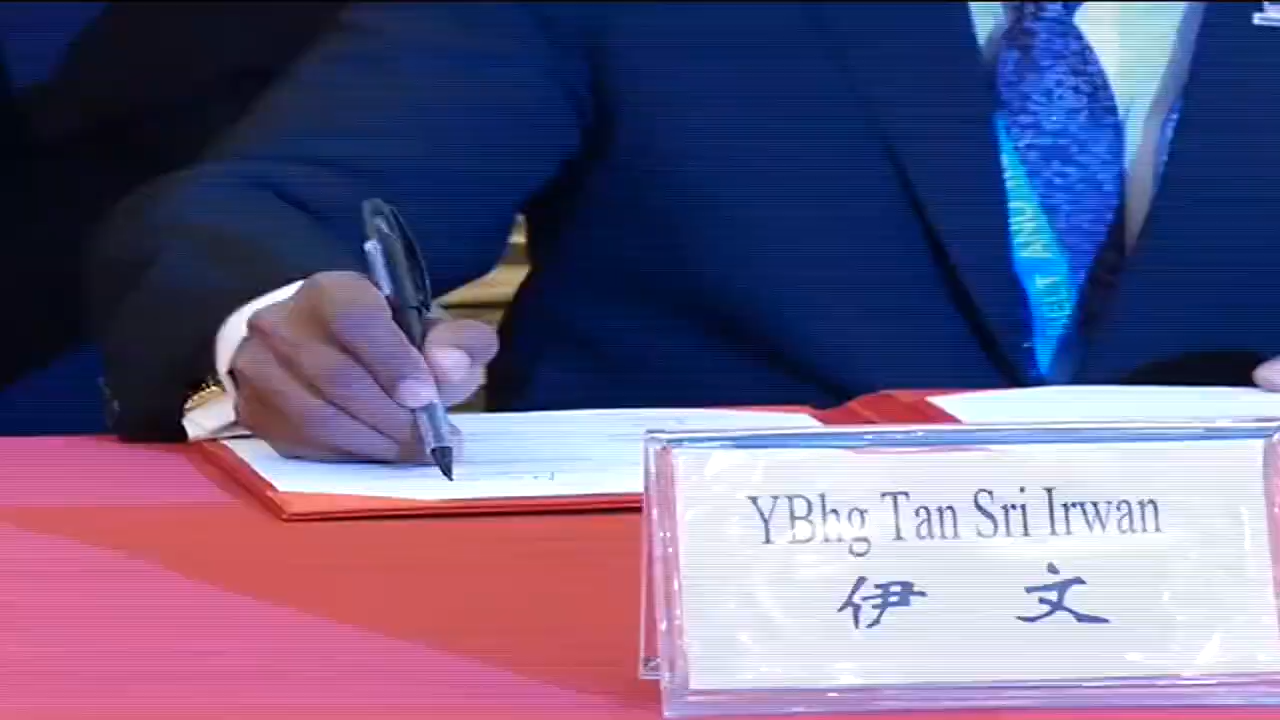 YBhg Tan Sri Irwan
伊 文